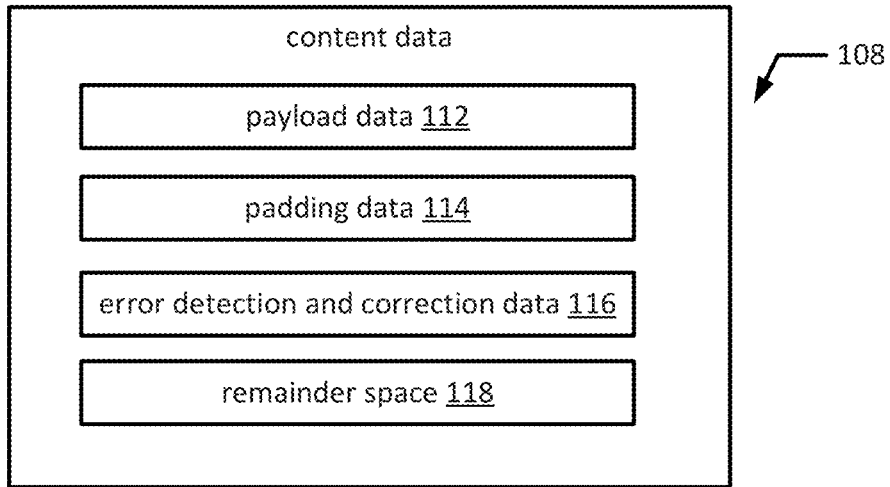 content data
108
payload data 112
padding data 114
error detection and correction data 116
remainder space 118